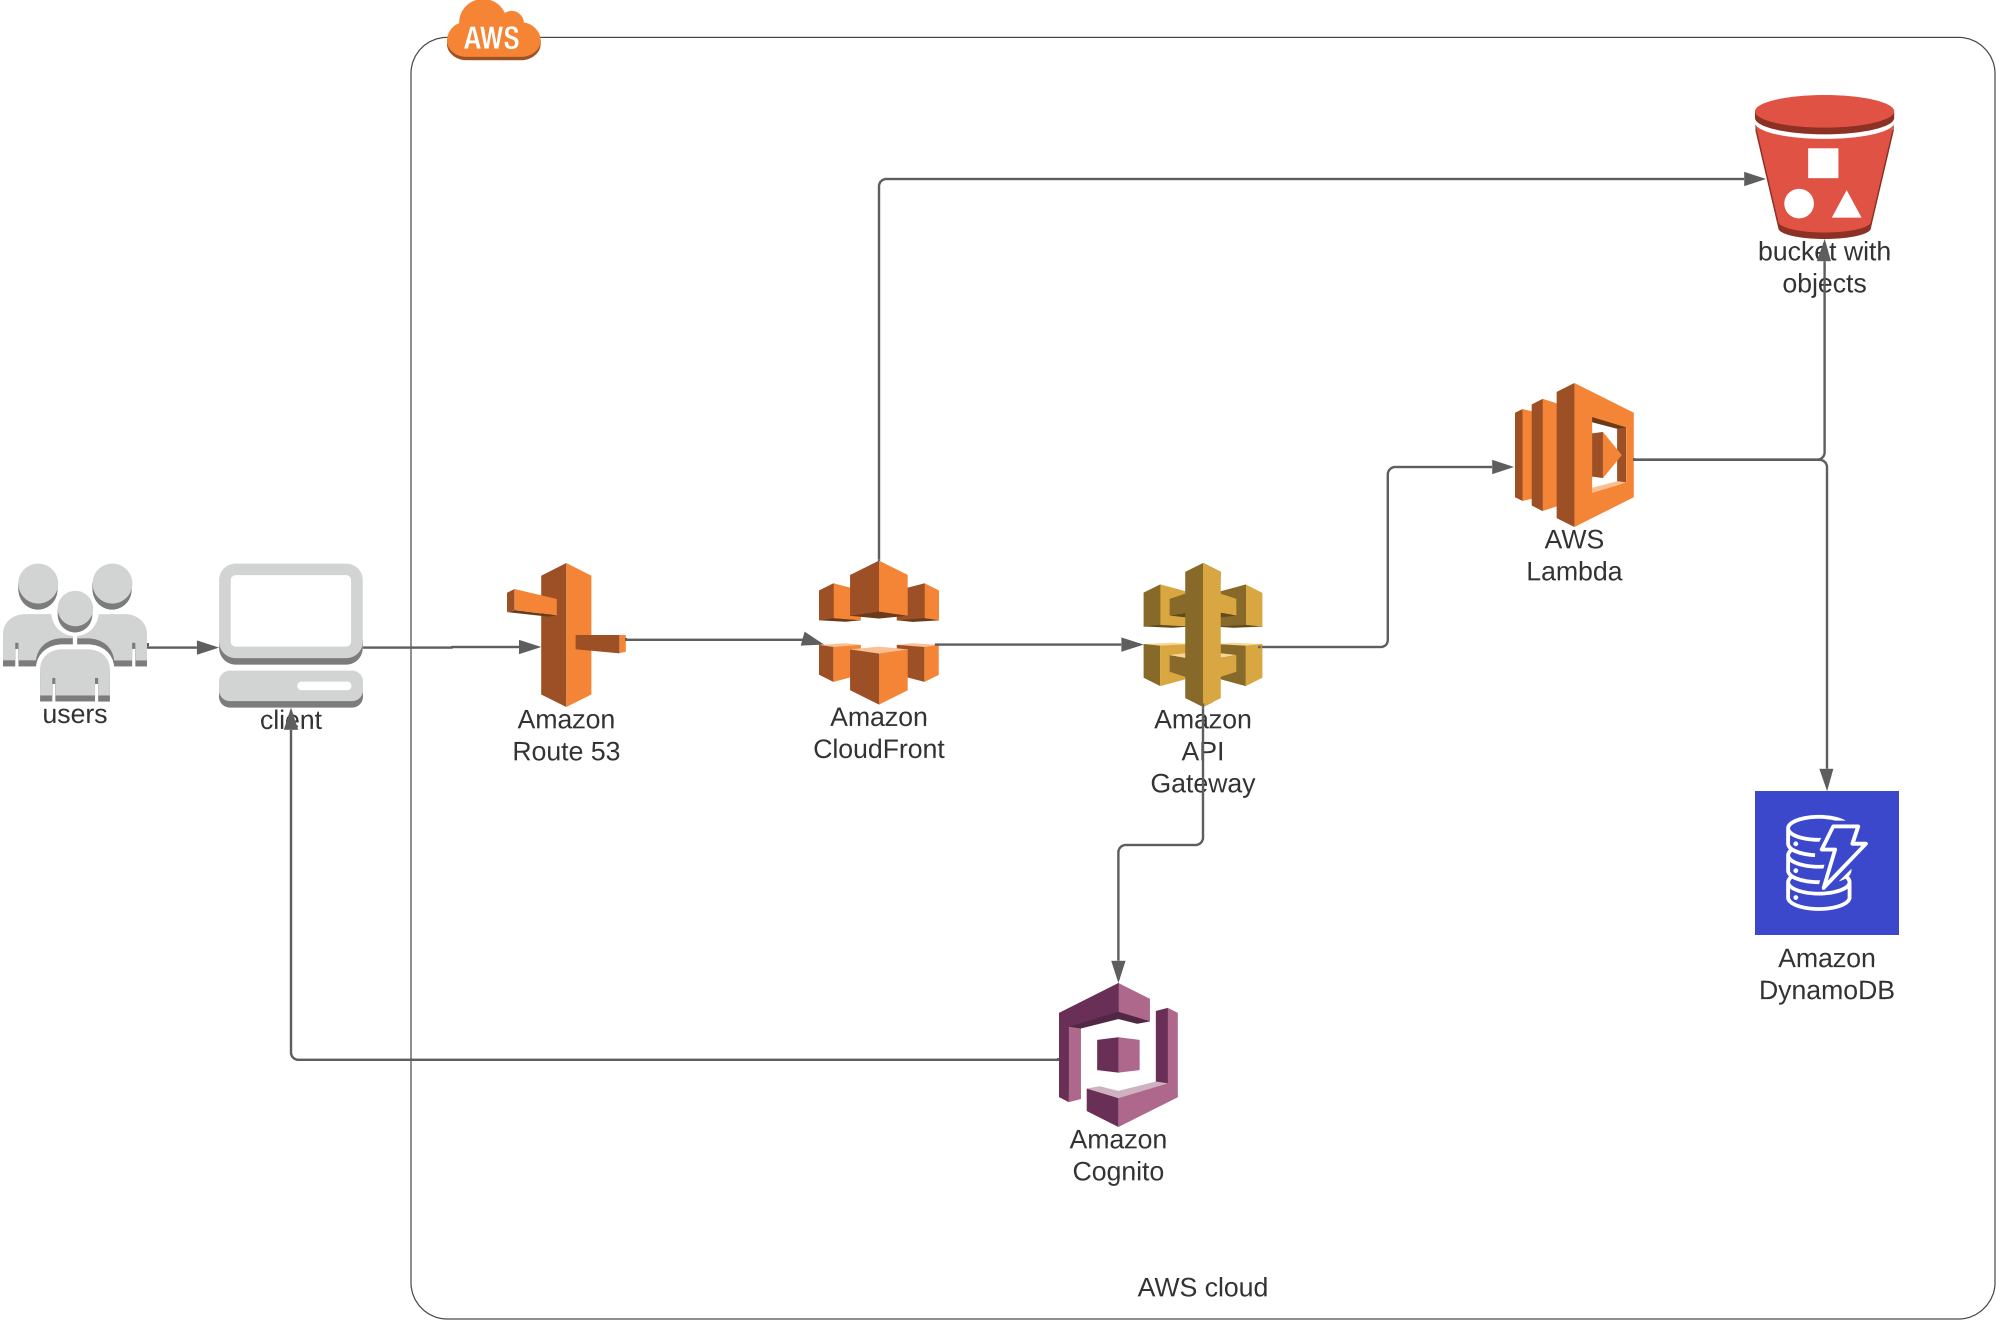 AWS
bucket with
objects
AWS
Lambda
users
client
Amazon
Route 53
Amazon
CloudFront
Amazon
API
Gateway
Amazon
DynamoDB
Amazon
Cognito
AWS cloud